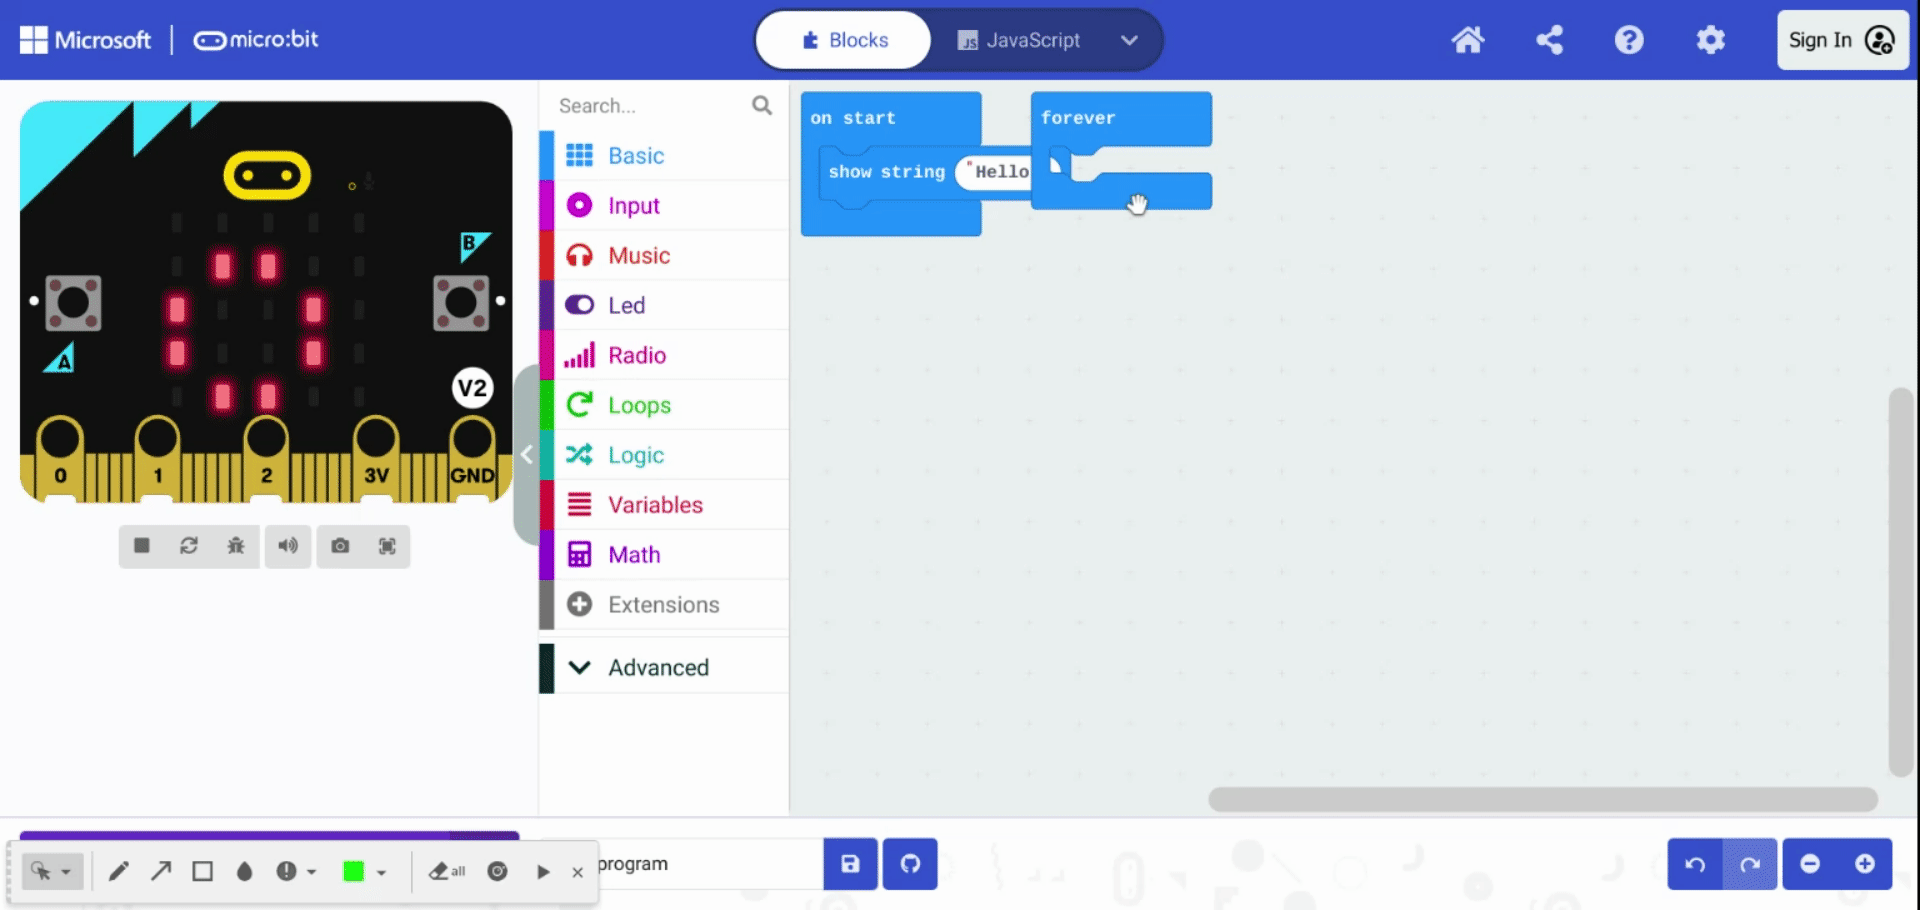 Microsoft
micro:bit
Blocks
JS JavaScript
Sign In
B
A
V2
0 1 2 3V GND
Search...
Basic
Input
Music
Led
Radio
Loops
Logic
Variables
Math
Extensions
Advanced
on start
show string "Hello
forever
all
program